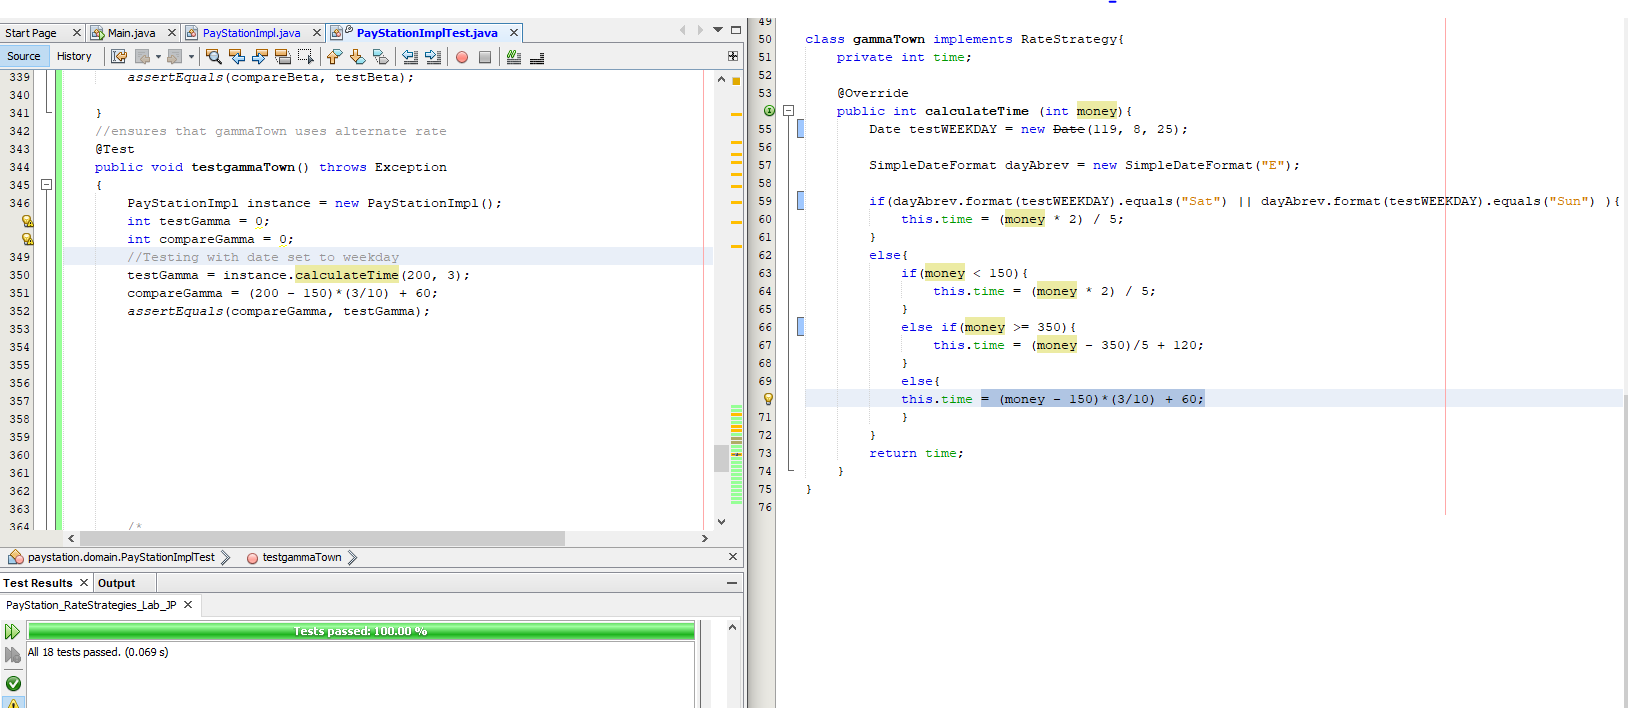 Start Page
Main.java
PayStationImpl.java
PayStationImplTest.java
Source
History
339 assertEquals(compareBeta, testBeta);
340
341 }
342 //ensures that gammaTown uses alternate rate
343 @Test
344 public void testgammaTown() throws Exception
345 {
346 PayStationImpl instance = new PayStationImpl();
int testGamma = 0;
int compareGamma = 0;
349 //Testing with date set to weekday
350 testGamma = instance.calculateTime(200, 3);
351 compareGamma = (200 - 150)*(3/10) + 60;
352 assertEquals(compareGamma, testGamma);
353
354
355
356
357
358
359
360
361
362
363
364 /*
paystation.domain.PayStationImplTest
testgammaTown
Test Results
Output
PayStation_RateStrategies_Lab_JP
Tests passed: 100.00 %
All 18 tests passed. (0.069 s)
49
50 class gammaTown implements RateStrategy{
51 private int time;
52
53 @Override
public int calculateTime (int money){
55 Date testWEEKDAY = new Date(119, 8, 25);
56
57 SimpleDateFormat dayAbrev = new SimpleDateFormat("E");
58
59 if(dayAbrev.format(testWEEKDAY).equals("Sat") || dayAbrev.format(testWEEKDAY).equals("Sun") ){
60 this.time = (money * 2) / 5;
61 }
62 else{
63 if(money < 150){
64 this.time = (money * 2) / 5;
65 }
66 else if(money >= 350){
67 this.time = (money - 350)/5 + 120;
68 }
69 else{
this.time = (money - 150)*(3/10) + 60;
71 }
72 }
73 return time;
74 }
75 }
76